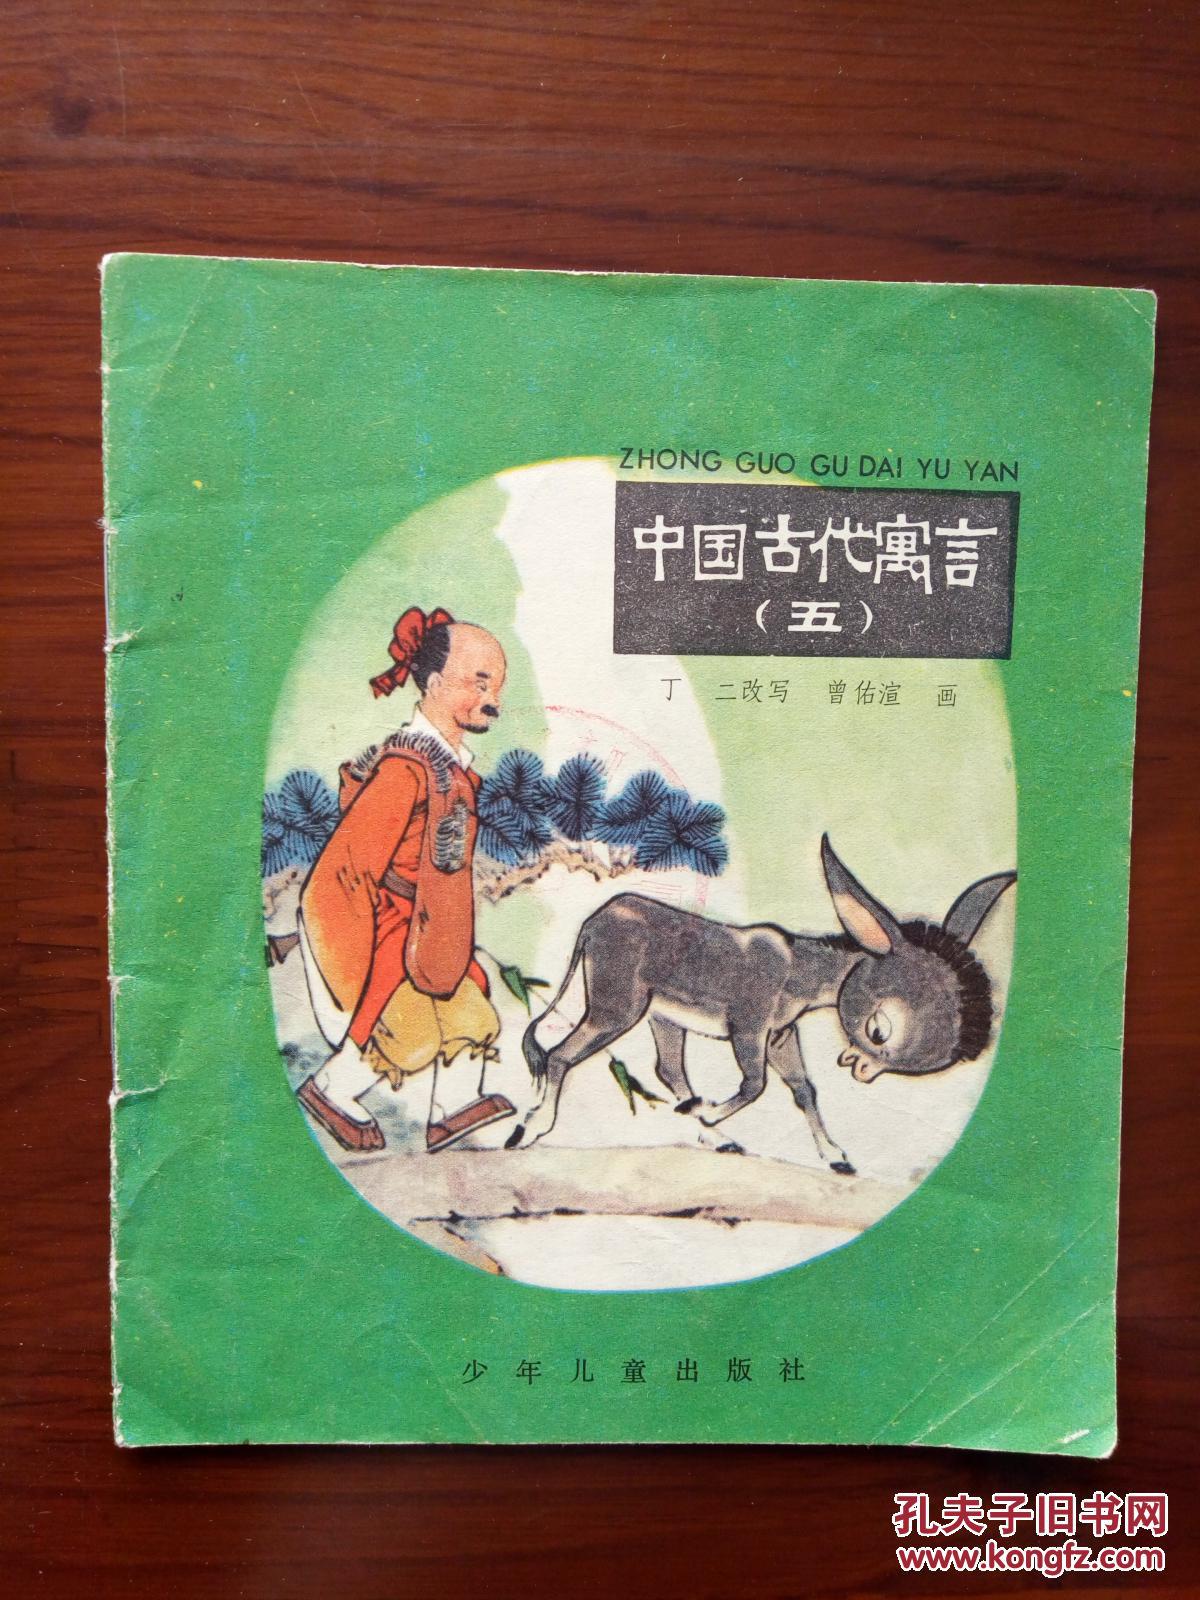 ZHONG GUO GU DAI YU YAN
中国古代寓言
（五）
丁 二改写 曾佑渲 画
少年儿童出版社
孔夫子旧书网
www.kongfz.com